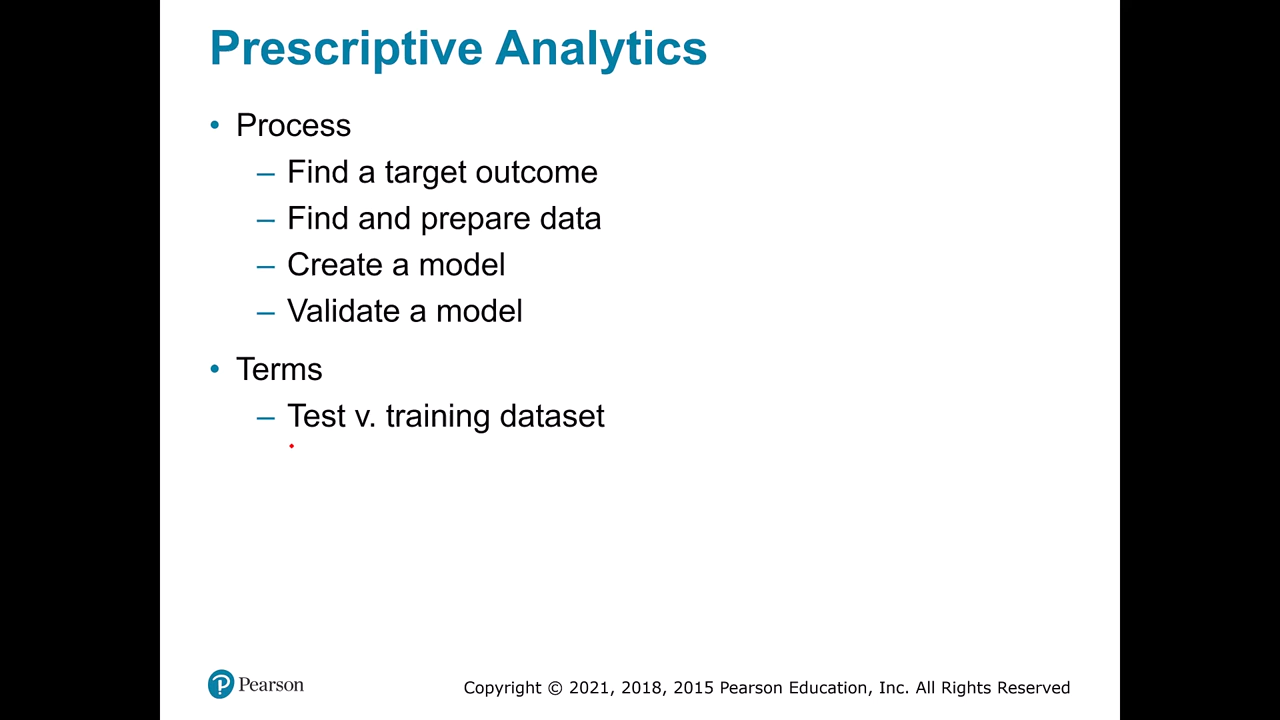 Prescriptive Analytics
• Process
– Find a target outcome
– Find and prepare data
– Create a model
– Validate a model
• Terms
– Test v. training dataset
Pearson
Copyright © 2021, 2018, 2015 Pearson Education, Inc. All Rights Reserved